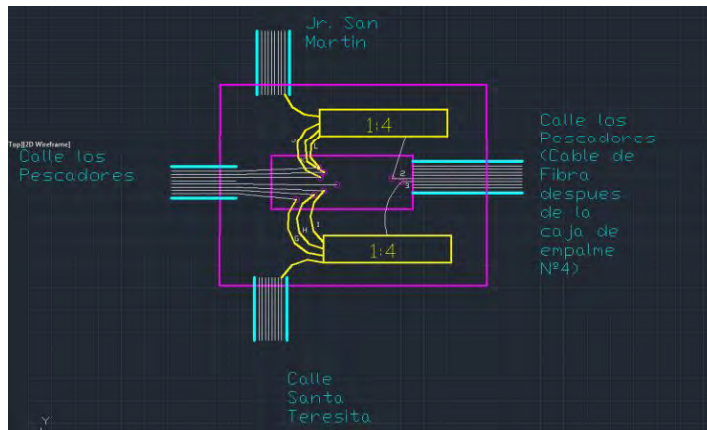 Jr. San
Martin
1:4
Calle los
Pescadores
(Cable de
Fibra
despues
de la
caja de
empalme
Nº4)
Top][2D Wireframe]
Calle los
Pescadores
J
L
2
3
G
H
I
1:4
Calle
Santa
Teresita
Y